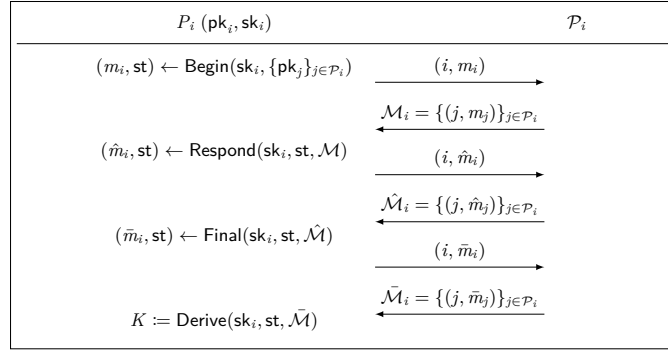 P_i (pk_i, sk_i) 𝒫_i
(m_i, st) ← Begin(sk_i, {pk_j}_{j∈𝒫_i}) (i, m_i)
ℳ_i = {(j, m_j)}_{j∈𝒫_i}
(m̂_i, st) ← Respond(sk_i, st, ℳ) (i, m̂_i)
ℳ̂_i = {(j, m̂_j)}_{j∈𝒫_i}
(m̄_i, st) ← Final(sk_i, st, ℳ̂) (i, m̄_i)
ℳ̄_i = {(j, m̄_j)}_{j∈𝒫_i}
K ≔ Derive(sk_i, st, ℳ̄)